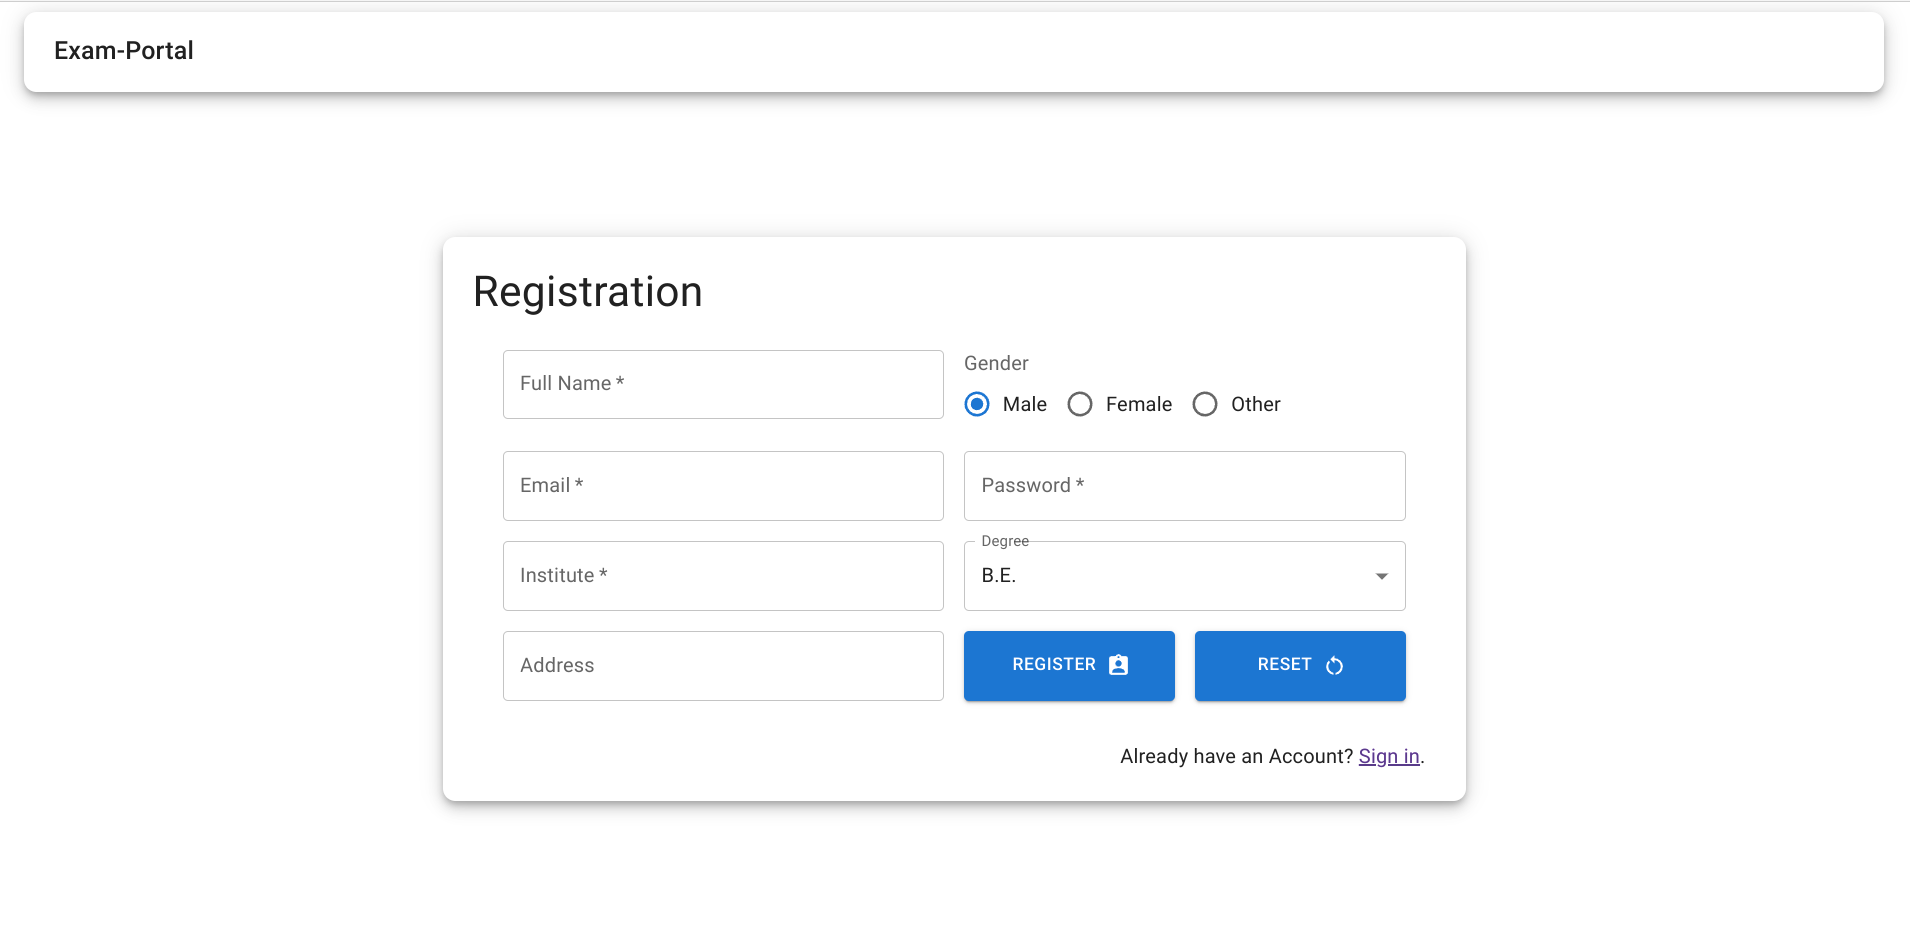 Exam-Portal
Registration
Full Name *
Gender
Male Female Other
Email *
Password *
Institute *
Degree
B.E.
Address
REGISTER
RESET
Already have an Account? Sign in.